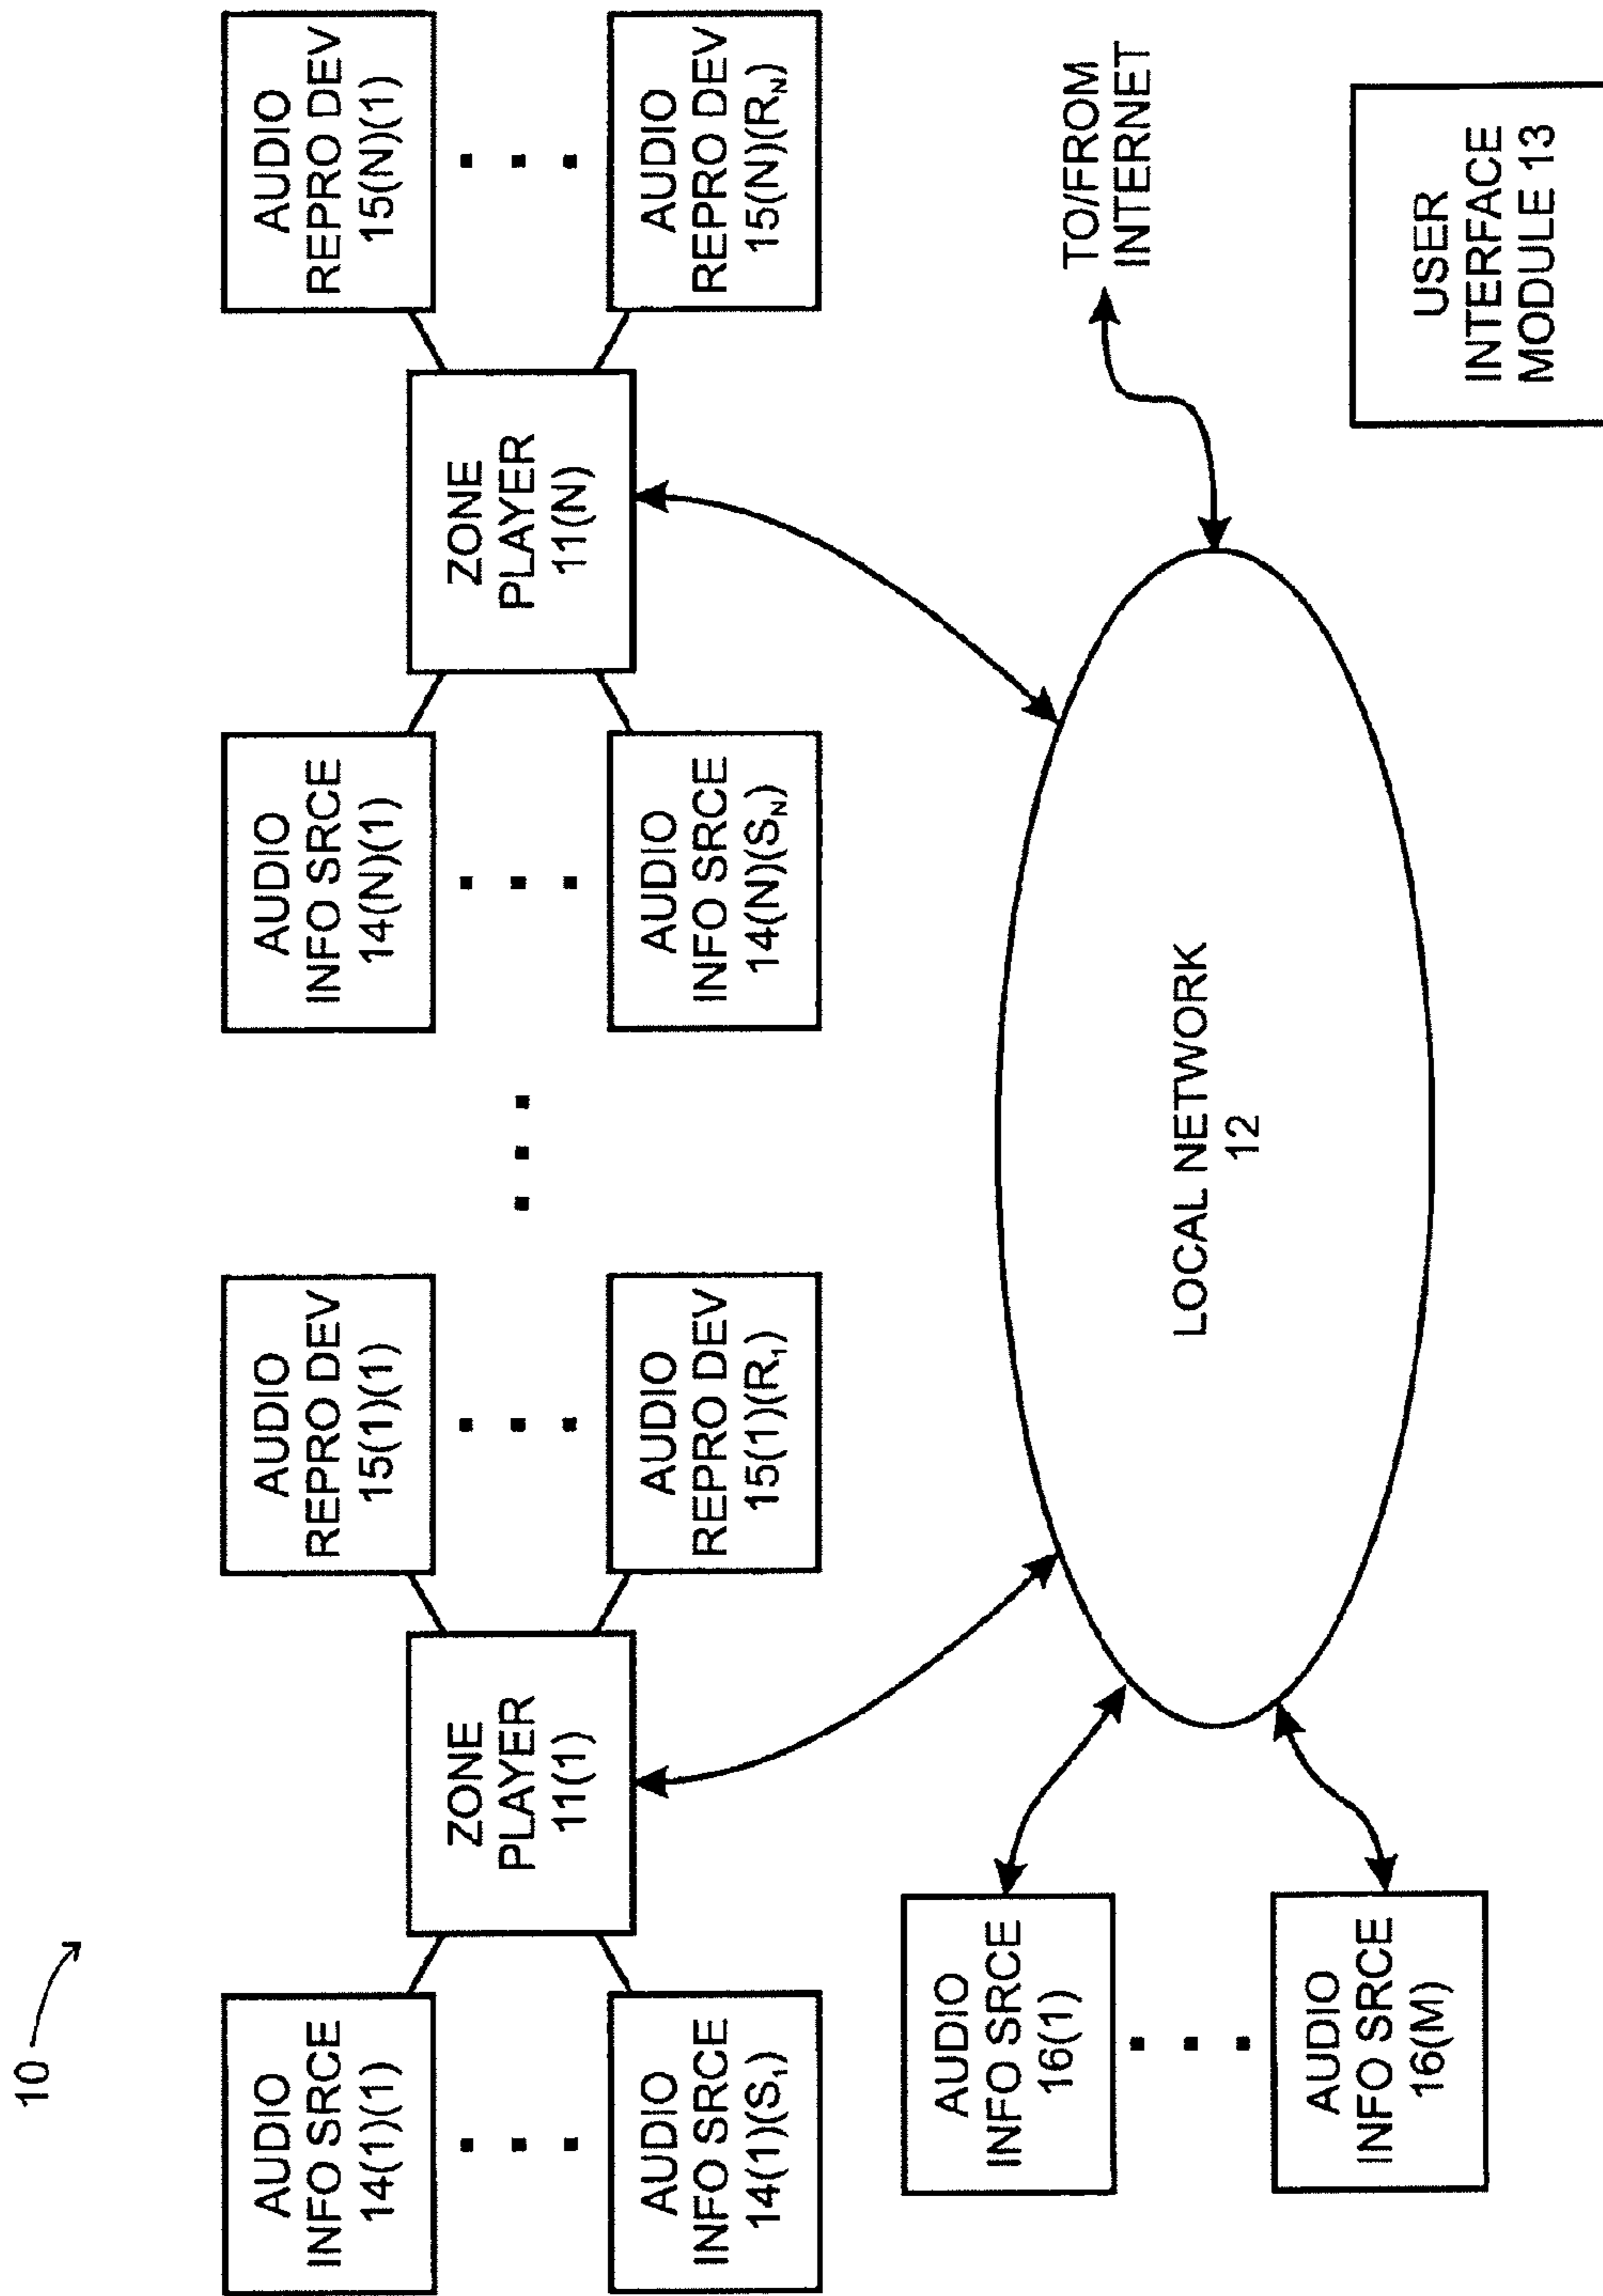 10
AUDIO
INFO SRCE
14(1)(1)
AUDIO
INFO SRCE
14(1)(S₁)
ZONE
PLAYER
11(1)
AUDIO
REPRO DEV
15(1)(1)
AUDIO
REPRO DEV
15(1)(R₁)
AUDIO
INFO SRCE
14(N)(1)
AUDIO
INFO SRCE
14(N)(S_N)
ZONE
PLAYER
11(N)
AUDIO
REPRO DEV
15(N)(1)
AUDIO
REPRO DEV
15(N)(R_N)
AUDIO
INFO SRCE
16(1)
AUDIO
INFO SRCE
16(M)
LOCAL NETWORK
12
TO/FROM
INTERNET
USER
INTERFACE
MODULE 13